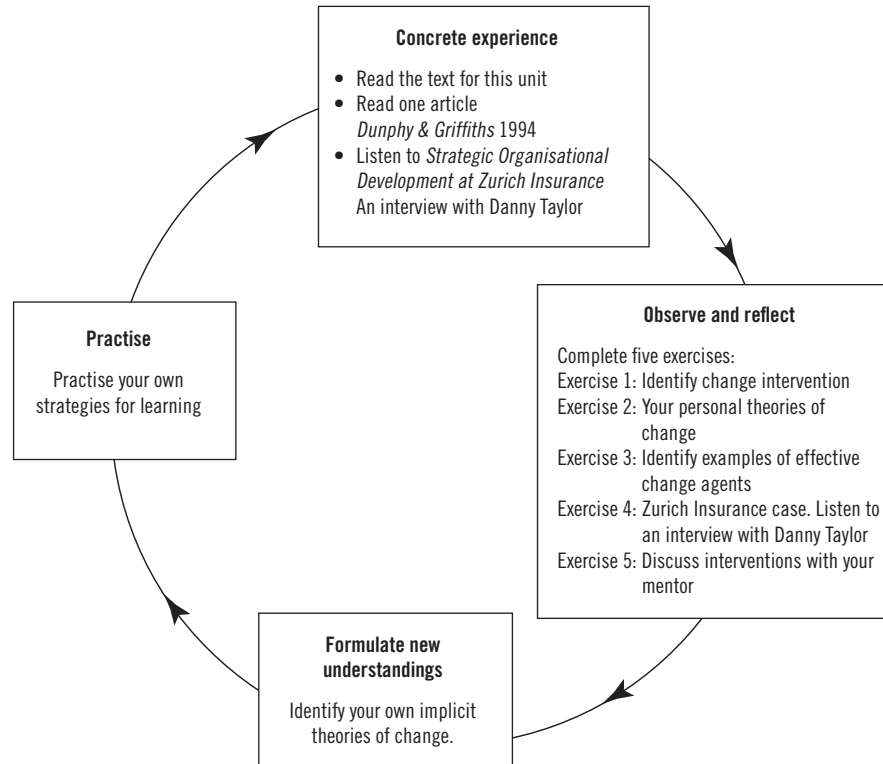 Concrete experience
• Read the text for this unit
• Read one article
Dunphy & Griffiths 1994
• Listen to Strategic Organisational
Development at Zurich Insurance
An interview with Danny Taylor
Observe and reflect
Complete five exercises:
Exercise 1: Identify change intervention
Exercise 2: Your personal theories of
change
Exercise 3: Identify examples of effective
change agents
Exercise 4: Zurich Insurance case. Listen to
an interview with Danny Taylor
Exercise 5: Discuss interventions with your
mentor
Formulate new
understandings
Identify your own implicit
theories of change.
Practise
Practise your own
strategies for learning